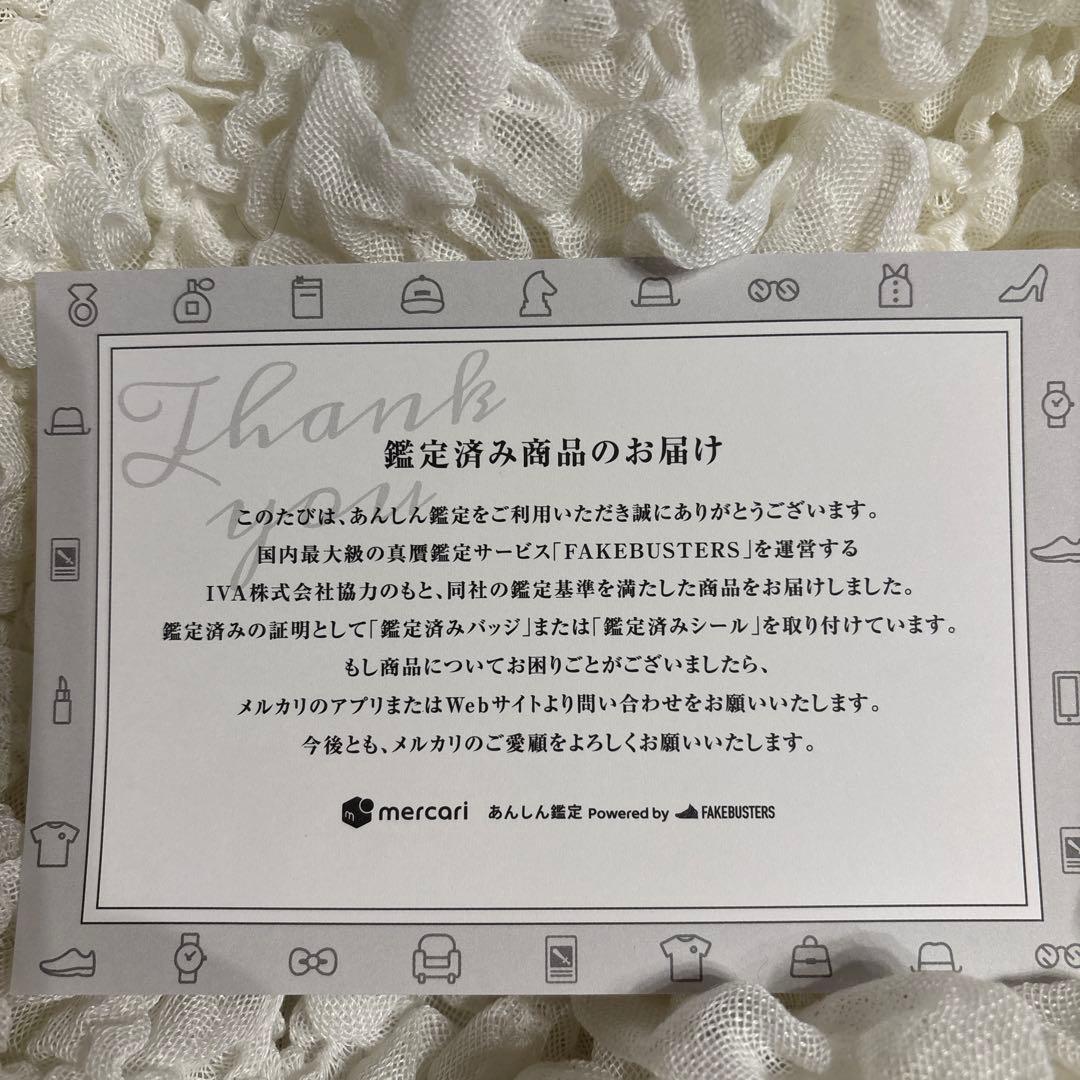 Thank
you
鑑定済み商品のお届け
このたびは、あんしん鑑定をご利用いただき誠にありがとうございます。
国内最大級の真贋鑑定サービス「FAKEBUSTERS」を運営する
IVA株式会社協力のもと、同社の鑑定基準を満たした商品をお届けしました。
鑑定済みの証明として「鑑定済みバッジ」または「鑑定済みシール」を取り付けています。
もし商品についてお困りごとがございましたら、
メルカリのアプリまたはWebサイトより問い合わせをお願いいたします。
今後とも、メルカリのご愛顧をよろしくお願いいたします。
m mercari あんしん鑑定 Powered by FAKEBUSTERS